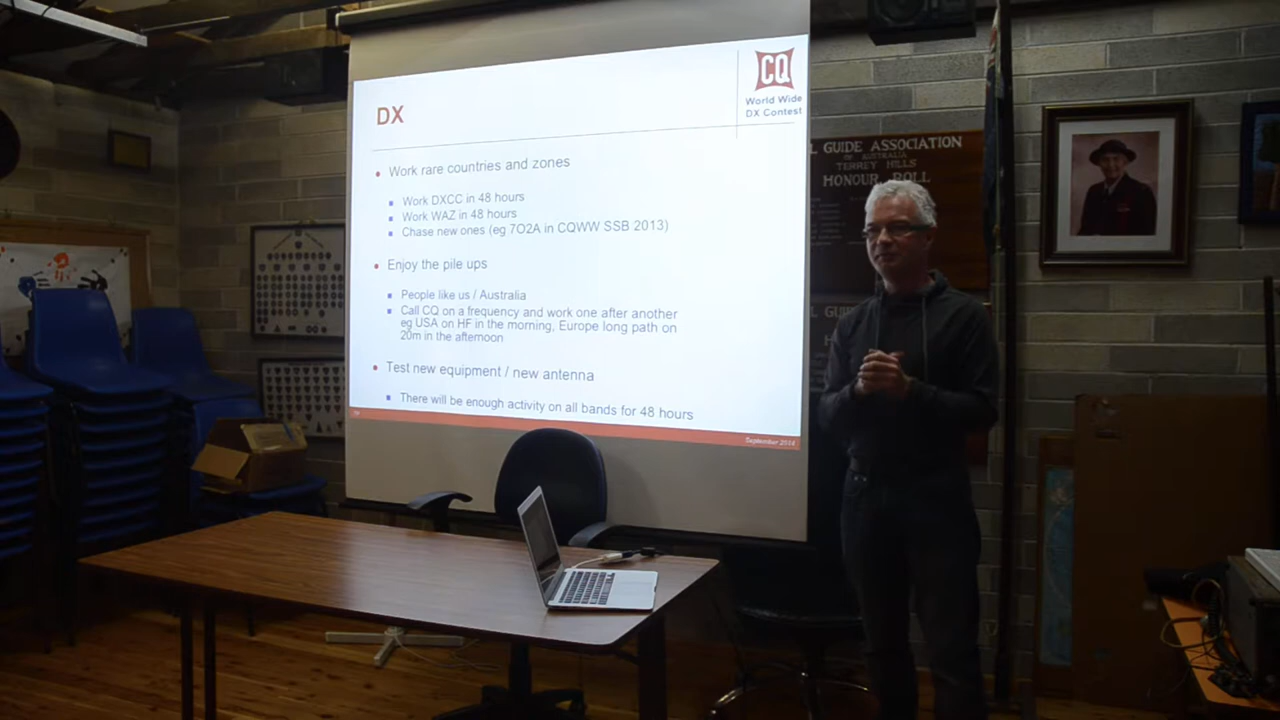 CQ
World Wide
DX Contest
DX
Work rare countries and zones
Work DXCC in 48 hours
Work WAZ in 48 hours
Chase new ones (eg 7O2A in CQWW SSB 2013)
Enjoy the pile ups
People like us / Australia
Call CQ on a frequency and work one after another
eg USA on HF in the morning, Europe long path on
20m in the afternoon
Test new equipment / new antenna
There will be enough activity on all bands for 48 hours
September 2014
L GUIDE ASSOCIATION
OF AUSTRALIA
TERREY HILLS
HONOUR ROLL
L GUI
H